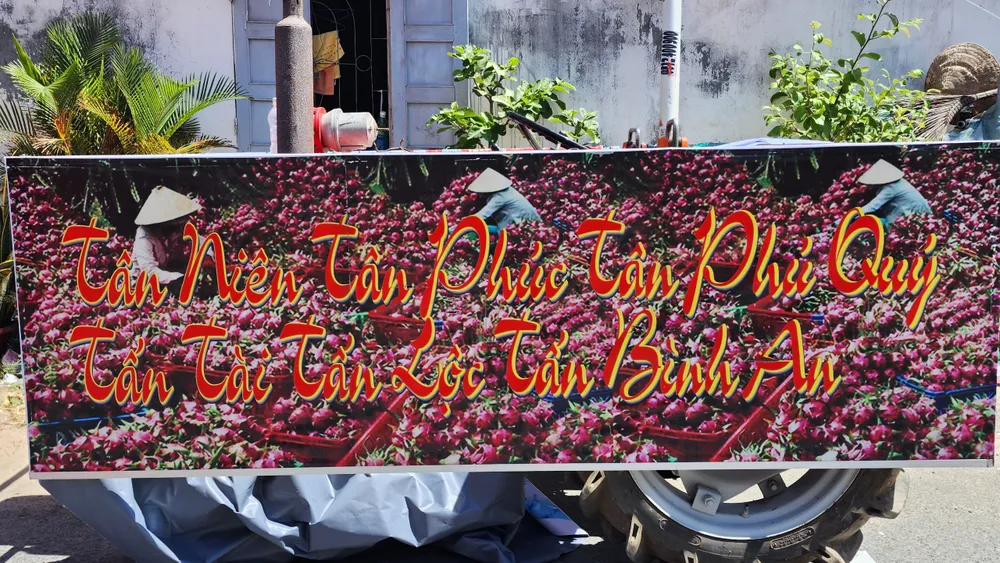 Tân Niên Tân Phúc Tân Phú Quý
Tấn Tài Tấn Lộc Tấn Bình An